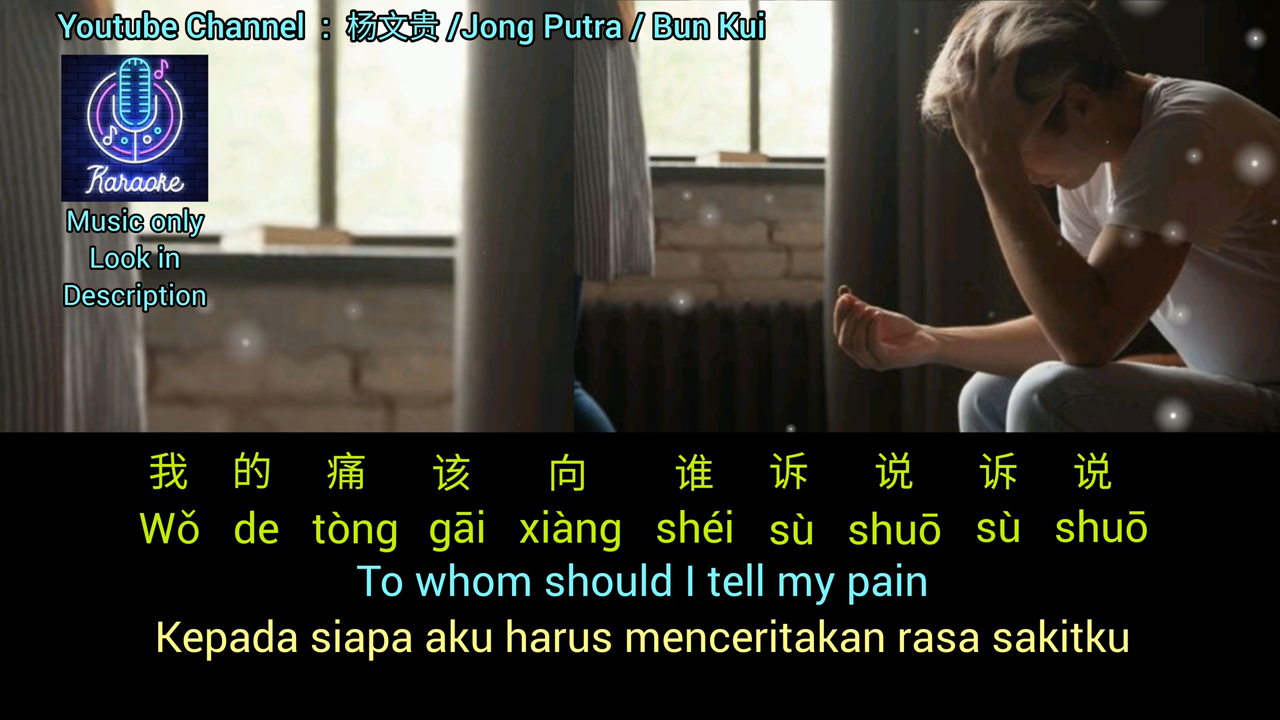 Youtube Channel : 杨文贵 /Jong Putra / Bun Kui
Karaoke
Music only
Look in
Description
我 的 痛 该 向 谁 诉 说 诉 说
Wǒ de tòng gāi xiàng shéi sù shuō sù shuō
To whom should I tell my pain
Kepada siapa aku harus menceritakan rasa sakitku